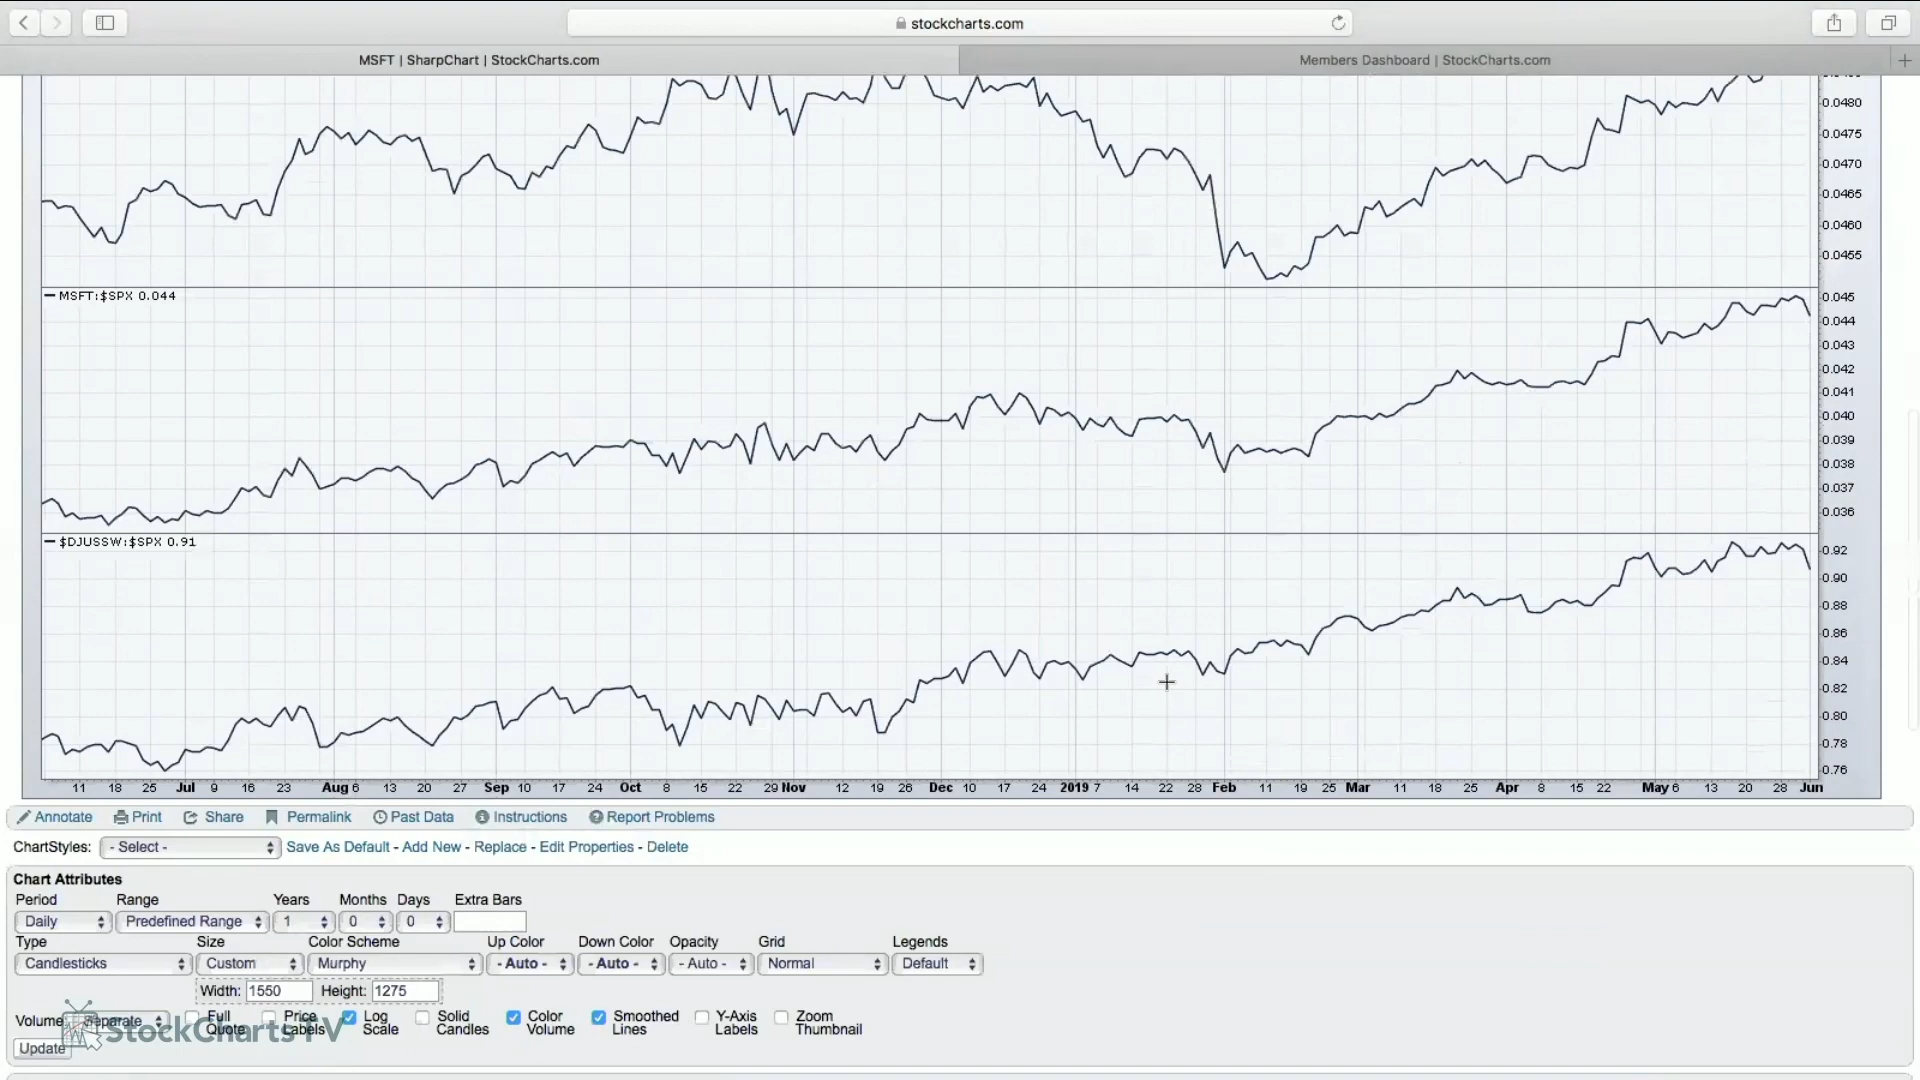 stockcharts.com
MSFT | SharpChart | StockCharts.com
Members Dashboard | StockCharts.com
0.0480
0.0475
0.0470
0.0465
0.0460
0.0455
MSFT:$SPX 0.044
0.045
0.044
0.043
0.042
0.041
0.040
0.039
0.038
0.037
0.036
$DJUSSW:$SPX 0.91
0.92
0.90
0.88
0.86
0.84
0.82
0.80
0.78
0.76
11 18 25 Jul 9 16 23 Aug 6 13 20 27 Sep 10 17 24 Oct 8 15 22 29 Nov 12 19 26 Dec 10 17 24 2019 7 14 22 28 Feb 11 19 25 Mar 11 18 25 Apr 8 15 22 May 6 13 20 28 Jun
Annotate Print Share Permalink Past Data Instructions Report Problems
ChartStyles: - Select - Save As Default - Add New - Replace - Edit Properties - Delete
Chart Attributes
Period Range Years Months Days Extra Bars
Daily Predefined Range 1 0 0
Type Size Color Scheme Up Color Down Color Opacity Grid Legends
Candlesticks Custom Murphy - Auto - - Auto - - Auto - Normal Default
Width: 1550 Height: 1275
Volume Separate Full Quote Price Labels Log Scale Solid Candles Color Volume Smoothed Lines Y-Axis Labels Zoom Thumbnail
StockChartsTV
Update